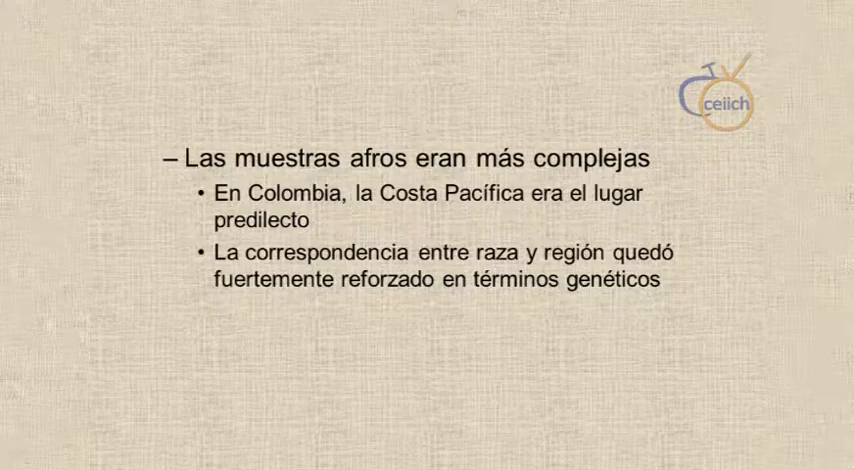 TV
ceiich
– Las muestras afros eran más complejas
• En Colombia, la Costa Pacífica era el lugar
predilecto
• La correspondencia entre raza y región quedó
fuertemente reforzado en términos genéticos